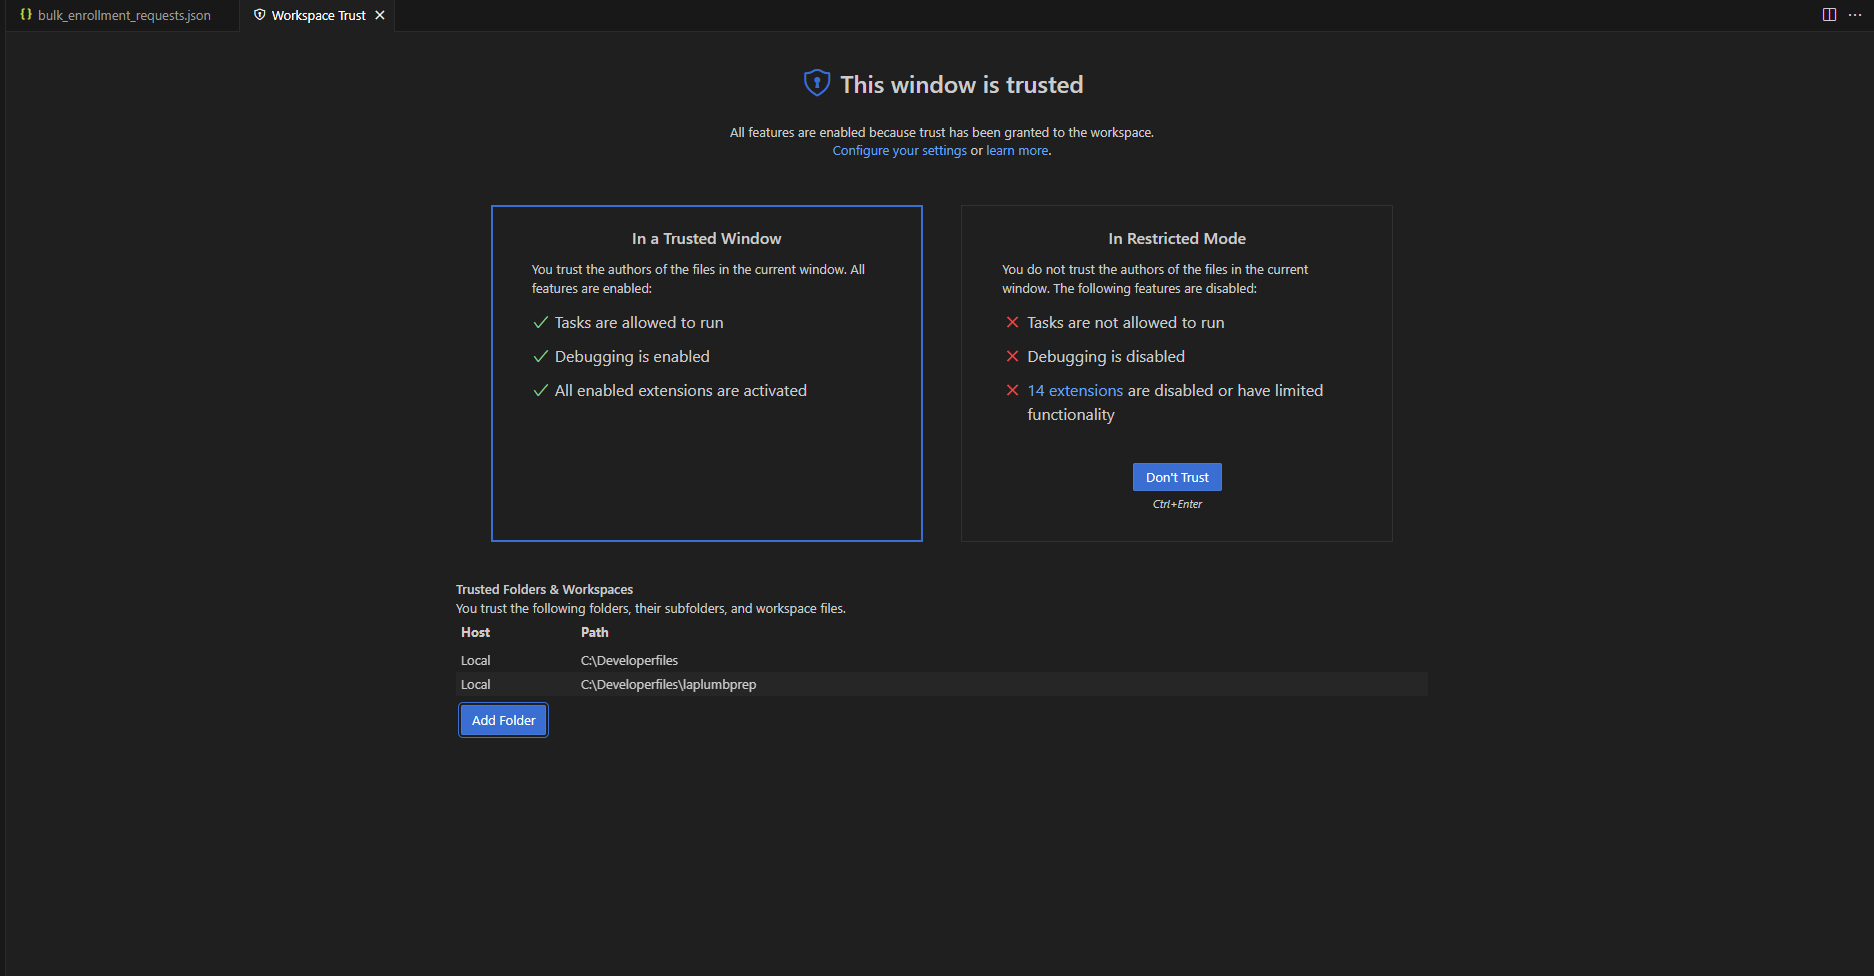 bulk_enrollment_requests.json
Workspace Trust
This window is trusted
All features are enabled because trust has been granted to the workspace.
Configure your settings or learn more.
In a Trusted Window
You trust the authors of the files in the current window. All
features are enabled:
Tasks are allowed to run
Debugging is enabled
All enabled extensions are activated
In Restricted Mode
You do not trust the authors of the files in the current
window. The following features are disabled:
Tasks are not allowed to run
Debugging is disabled
14 extensions are disabled or have limited
functionality
Don't Trust
Ctrl+Enter
Trusted Folders & Workspaces
You trust the following folders, their subfolders, and workspace files.
Host Path
Local C:\Developerfiles
Local C:\Developerfiles\laplumbprep
Add Folder